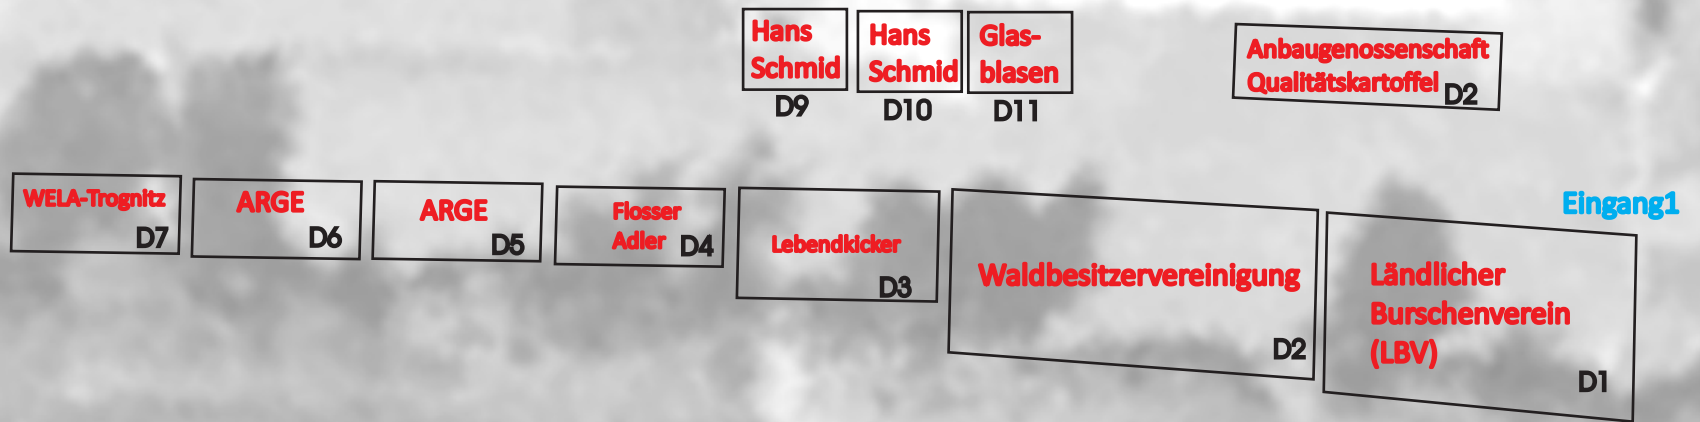 Hans
Schmid
D9
Hans
Schmid
D10
Glas-
blasen
D11
Anbaugenossenschaft
Qualitätskartoffel D2
WELA-Trognitz
D7
ARGE
D6
ARGE
D5
Flosser
Adler D4
Lebendkicker
D3
Waldbesitzervereinigung
D2
Ländlicher
Burschenverein
(LBV)
D1
Eingang1